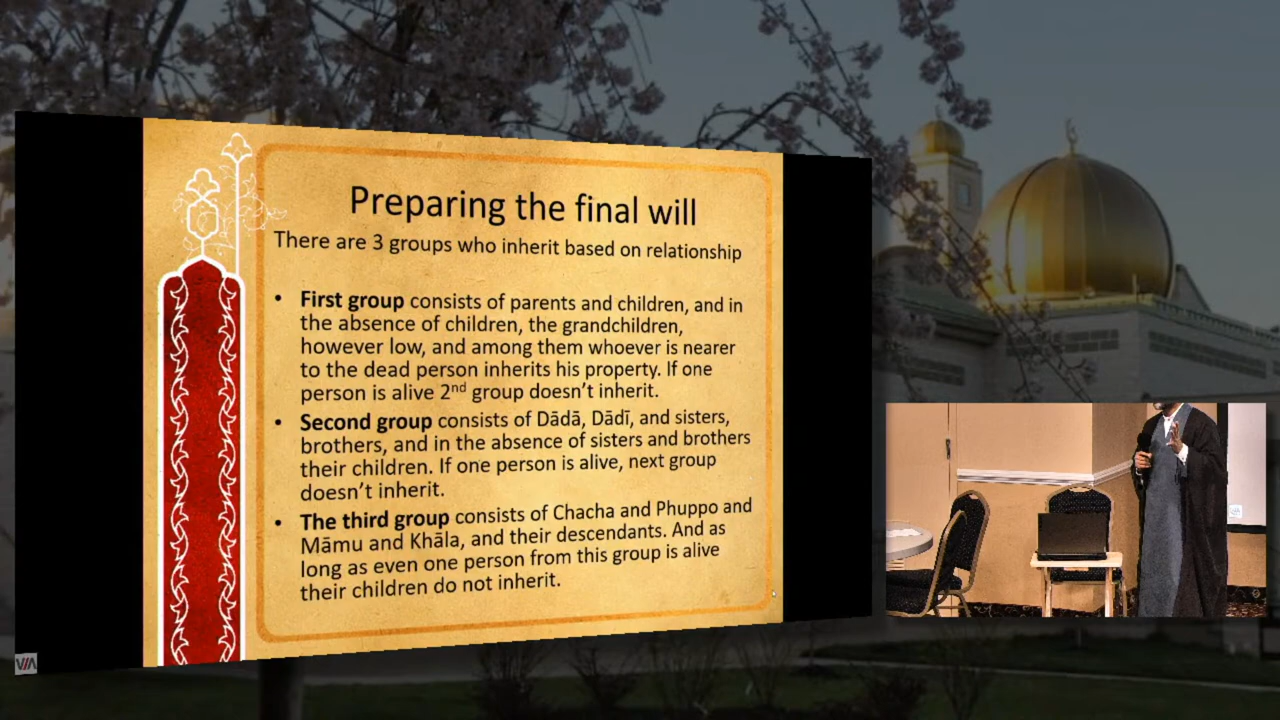 Preparing the final will
There are 3 groups who inherit based on relationship
• First group consists of parents and children, and in
the absence of children, the grandchildren,
however low, and among them whoever is nearer
to the dead person inherits his property. If one
person is alive 2nd group doesn't inherit.
• Second group consists of Dādā, Dādī, and sisters,
brothers, and in the absence of sisters and brothers
their children. If one person is alive, next group
doesn't inherit.
• The third group consists of Chacha and Phuppo and
Māmu and Khāla, and their descendants. And as
long as even one person from this group is alive
their children do not inherit.
VIA